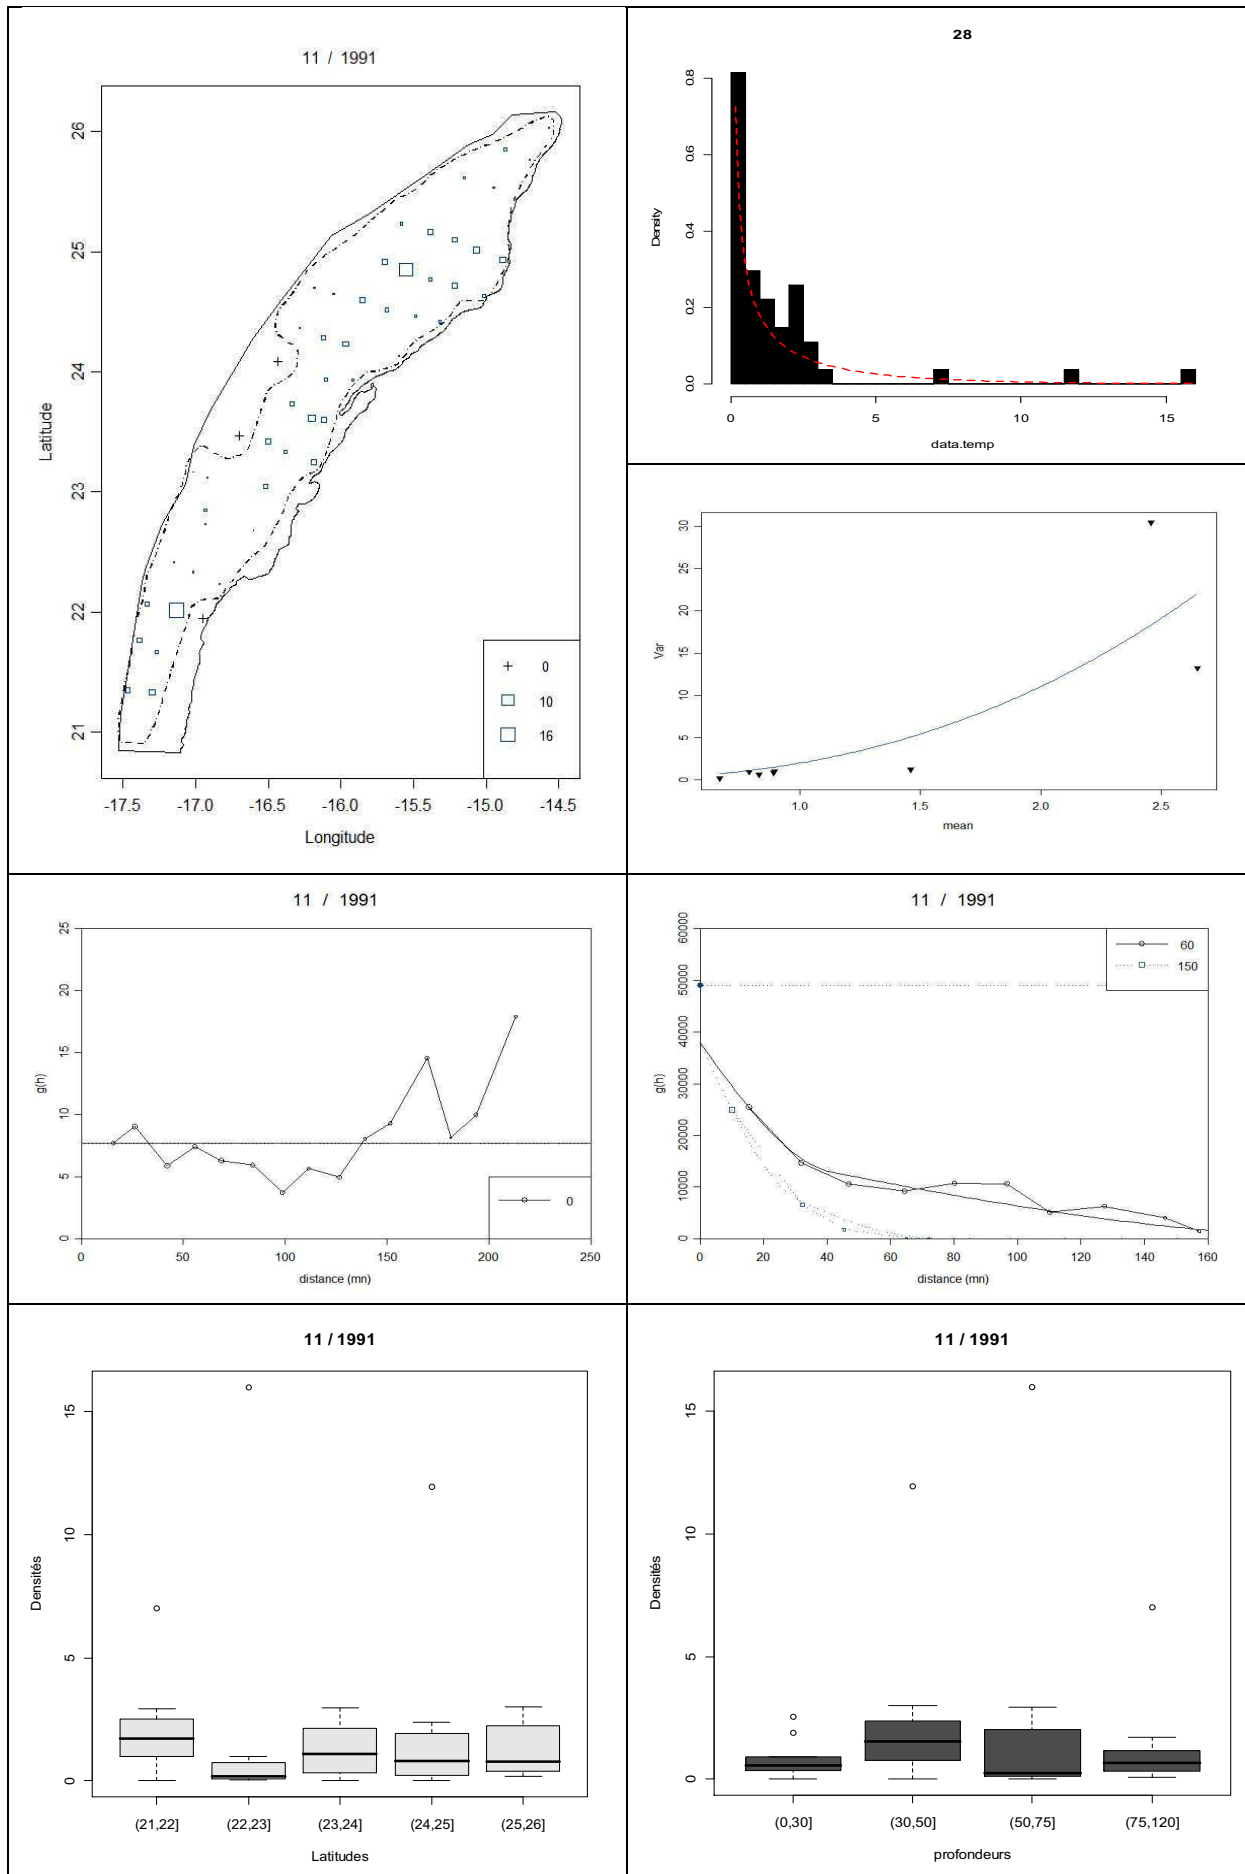 11 / 1991
Latitude
26
25
24
23
22
21
0
10
16
-17.5 -17.0 -16.5 -16.0 -15.5 -15.0 -14.5
Longitude
28
Density
0.8
0.6
0.4
0.2
0.0
0 5 10 15
data.temp
Var
30
25
20
15
10
5
0
1.0 1.5 2.0 2.5
mean
11 / 1991
g(h)
25
20
15
10
5
0
0
0 50 100 150 200 250
distance (mn)
11 / 1991
g(h)
60000
50000
40000
30000
20000
10000
0
60
150
0 20 40 60 80 100 120 140 160
distance (mn)
11 / 1991
Densités
15
10
5
0
(21,22] (22,23] (23,24] (24,25] (25,26]
Latitudes
11 / 1991
Densités
15
10
5
0
(0,30] (30,50] (50,75] (75,120]
profondeurs